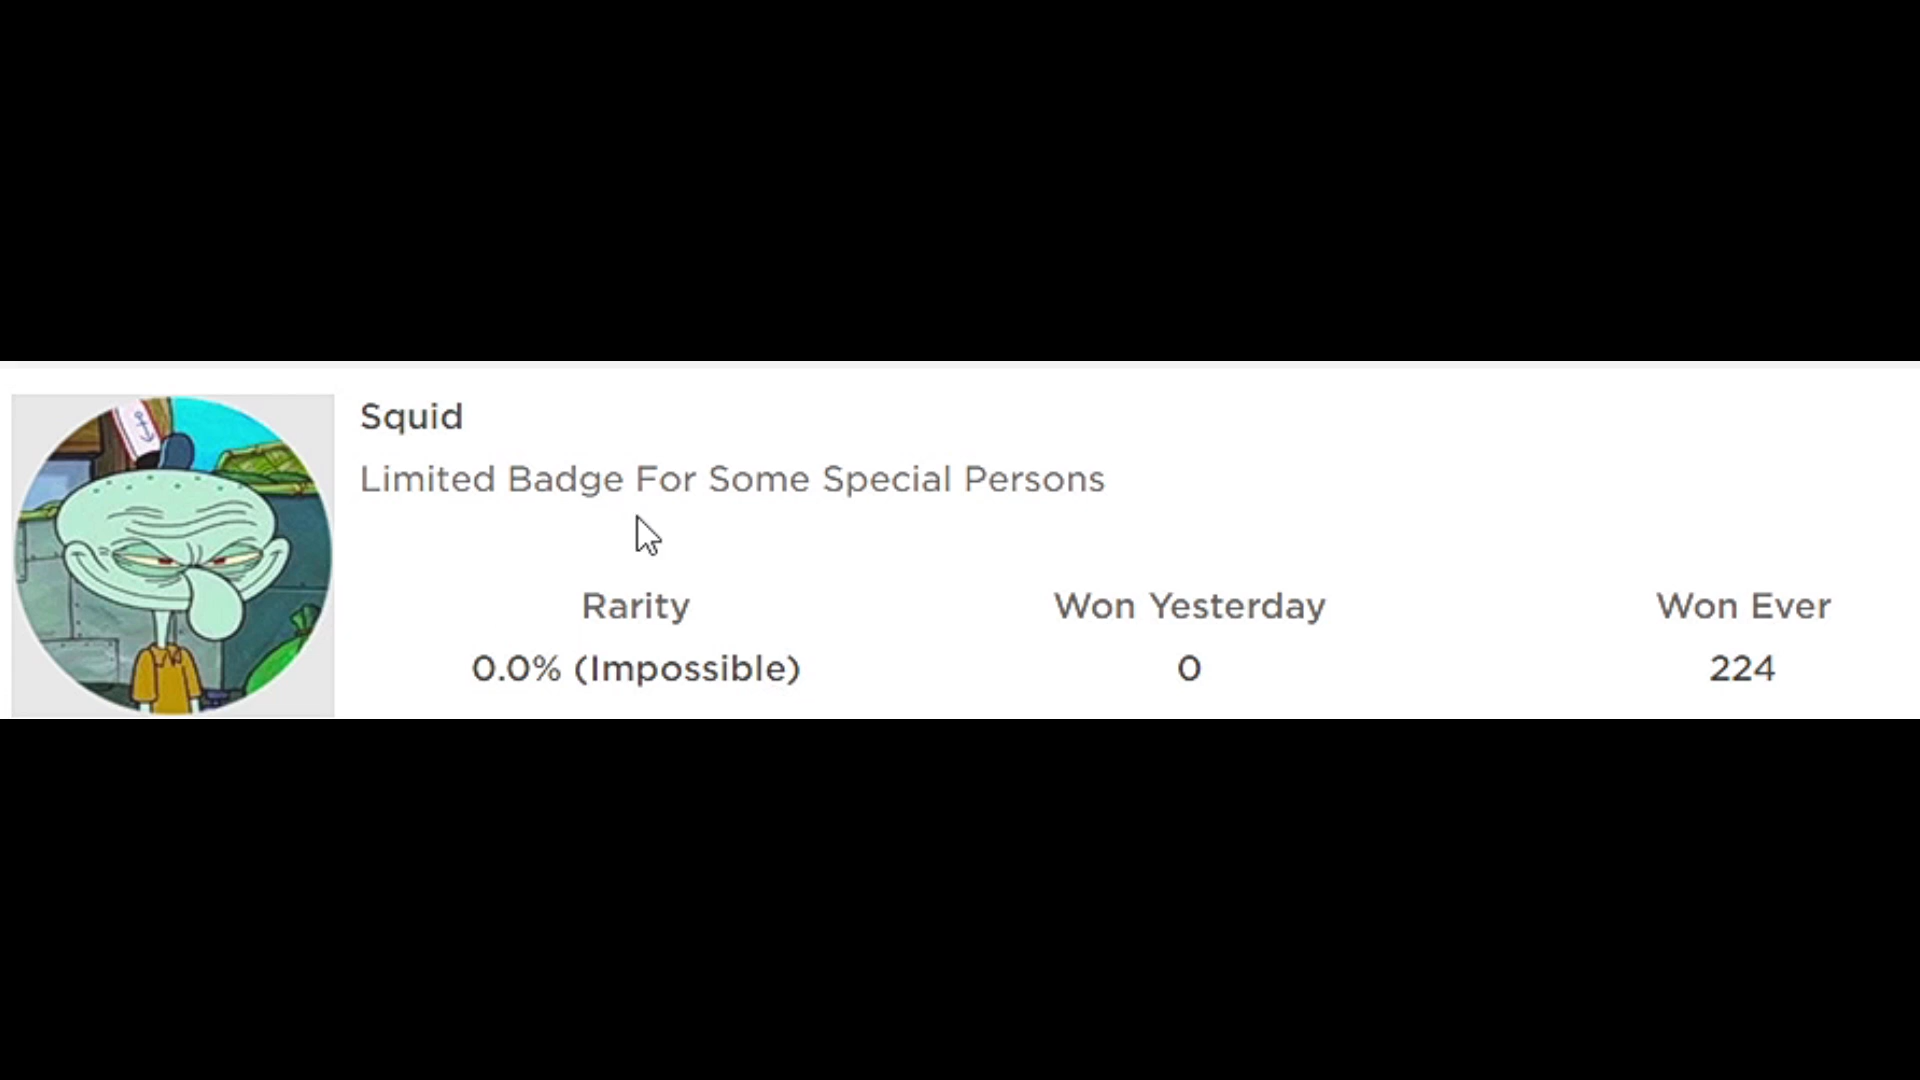 Squid
Limited Badge For Some Special Persons
Rarity Won Yesterday Won Ever
0.0% (Impossible) 0 224